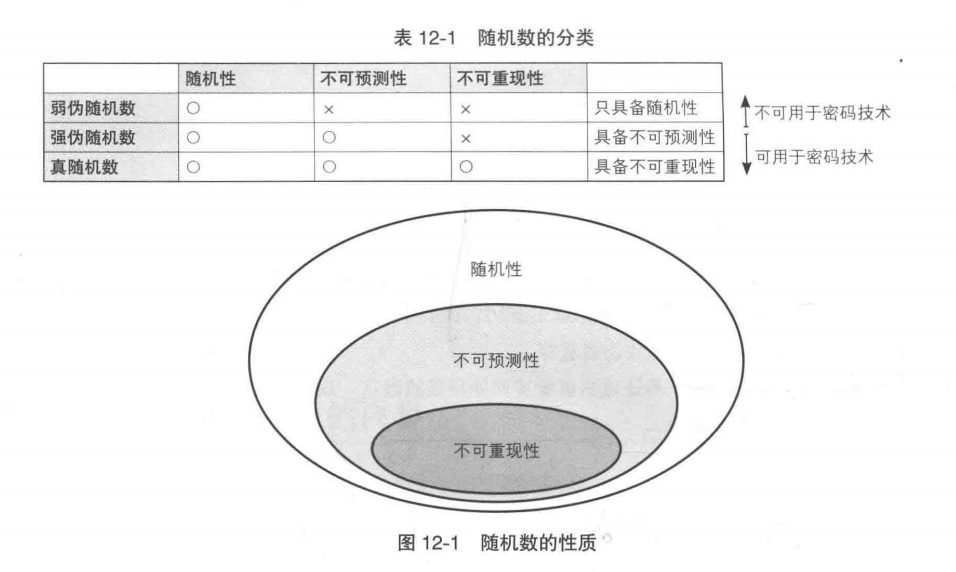 表 12-1 随机数的分类
随机性 不可预测性 不可重现性
弱伪随机数 ○ × × 只具备随机性
强伪随机数 ○ ○ × 具备不可预测性
真随机数 ○ ○ ○ 具备不可重现性
不可用于密码技术
可用于密码技术
随机性
不可预测性
不可重现性
图 12-1 随机数的性质